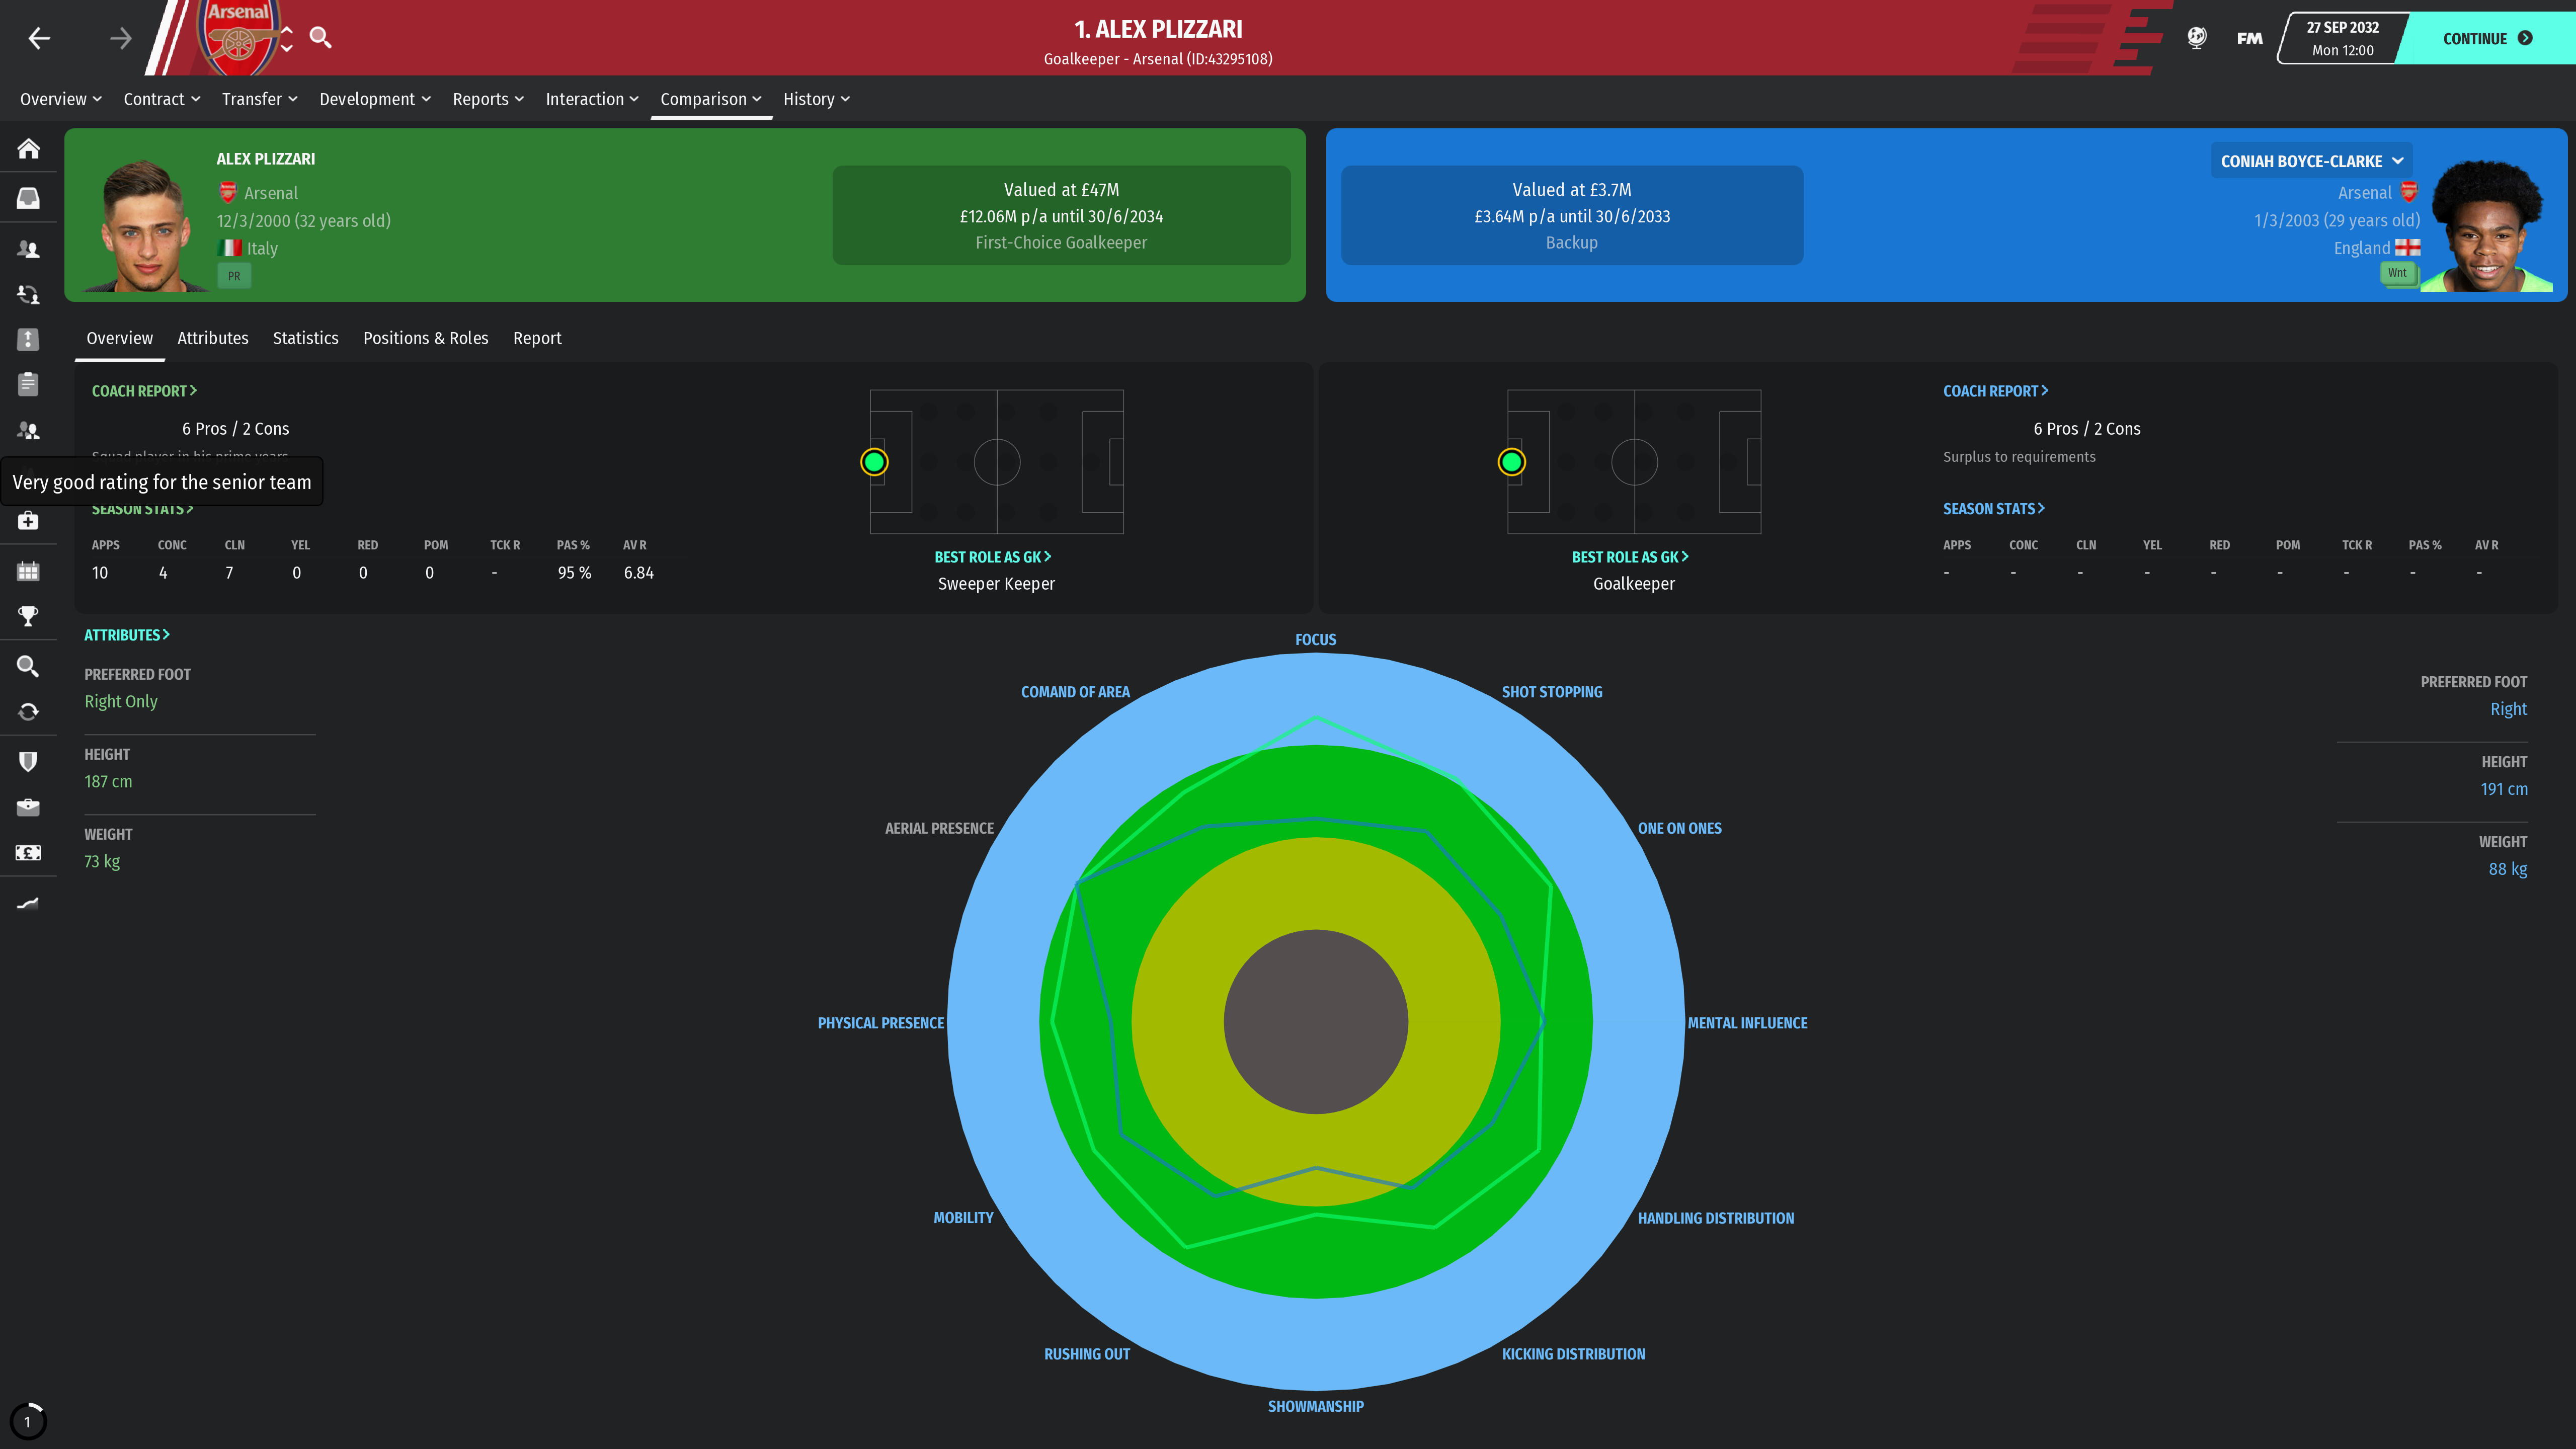 Arsenal
1. ALEX PLIZZARI
Goalkeeper - Arsenal (ID:43295108)
FM
27 SEP 2032
Mon 12:00
CONTINUE
Overview
Contract
Transfer
Development
Reports
Interaction
Comparison
History
ALEX PLIZZARI
Arsenal
12/3/2000 (32 years old)
Italy
PR
Valued at £47M
£12.06M p/a until 30/6/2034
First-Choice Goalkeeper
Valued at £3.7M
£3.64M p/a until 30/6/2033
Backup
CONIAH BOYCE-CLARKE
Arsenal
1/3/2003 (29 years old)
England
Wnt
Overview
Attributes
Statistics
Positions & Roles
Report
COACH REPORT
6 Pros / 2 Cons
Squad player in his prime years
Very good rating for the senior team
SEASON STATS
APPS CONC CLN YEL RED POM TCK R PAS % AV R
10 4 7 0 0 0 - 95 % 6.84
BEST ROLE AS GK
Sweeper Keeper
BEST ROLE AS GK
Goalkeeper
COACH REPORT
6 Pros / 2 Cons
Surplus to requirements
SEASON STATS
APPS CONC CLN YEL RED POM TCK R PAS % AV R
- - - - - - - - -
ATTRIBUTES
PREFERRED FOOT
Right Only
HEIGHT
187 cm
WEIGHT
73 kg
FOCUS
SHOT STOPPING
ONE ON ONES
MENTAL INFLUENCE
HANDLING DISTRIBUTION
KICKING DISTRIBUTION
SHOWMANSHIP
RUSHING OUT
MOBILITY
PHYSICAL PRESENCE
AERIAL PRESENCE
COMAND OF AREA
PREFERRED FOOT
Right
HEIGHT
191 cm
WEIGHT
88 kg
1